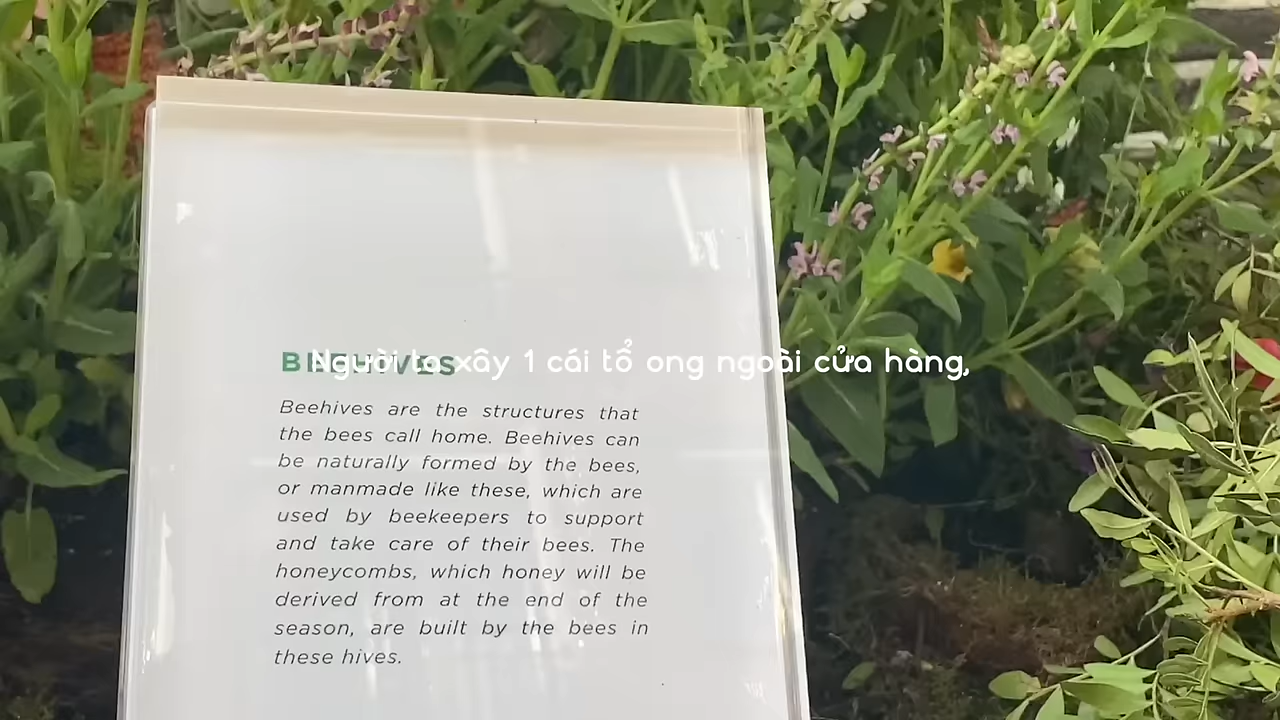 BEEHIVES
Người ta xây 1 cái tổ ong ngoài cửa hàng,
Beehives are the structures that
the bees call home. Beehives can
be naturally formed by the bees,
or manmade like these, which are
used by beekeepers to support
and take care of their bees. The
honeycombs, which honey will be
derived from at the end of the
season, are built by the bees in
these hives.